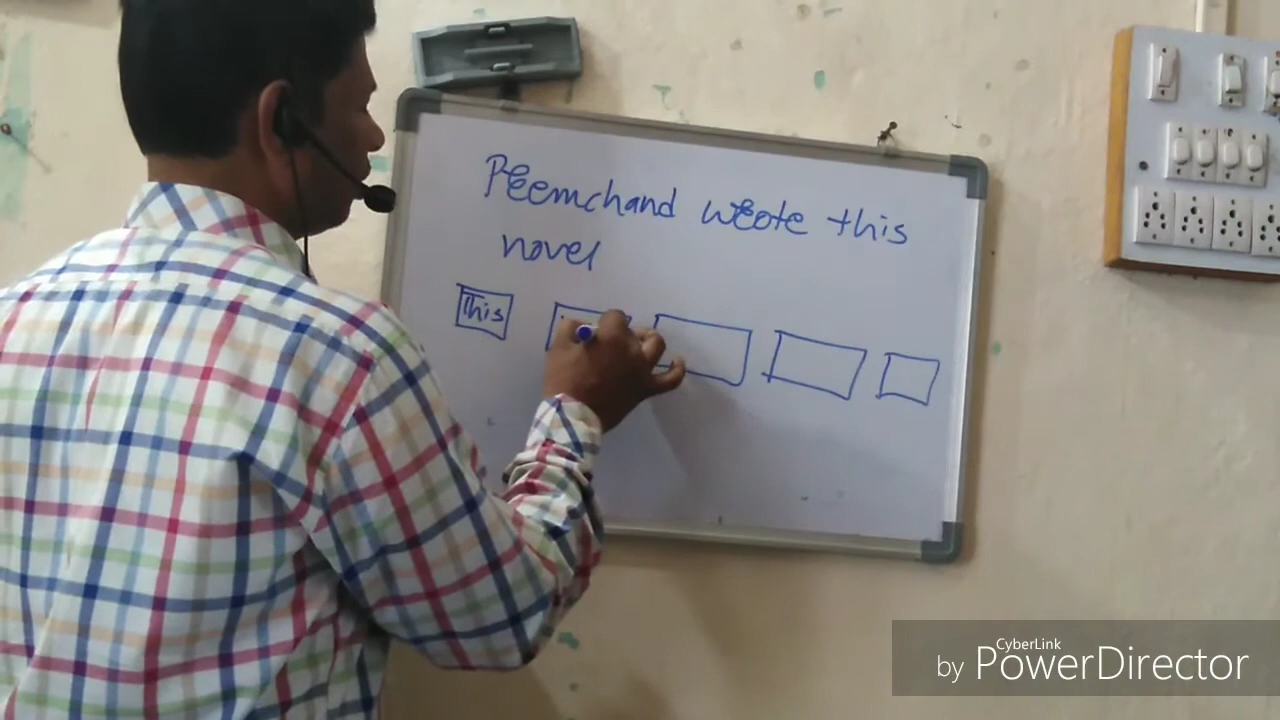 Premchand wrote this
novel
This
CyberLink
by PowerDirector